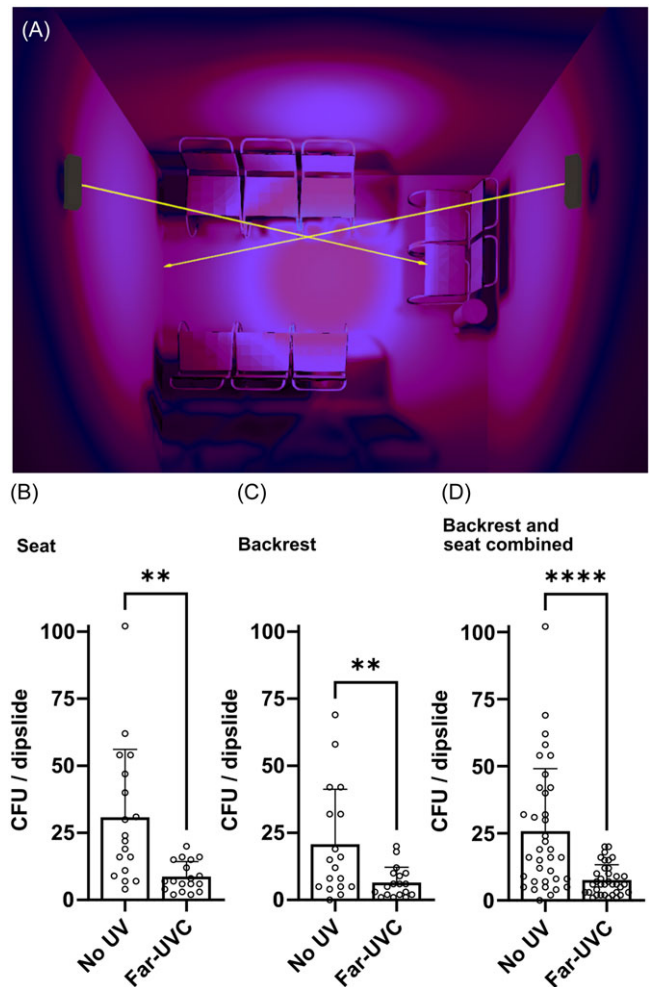 (A)
(B)
(C)
(D)
Seat
Backrest
Backrest and
seat combined
**
**
****
CFU / dipslide
100
75
50
25
0
No UV
Far-UVC
CFU / dipslide
100
75
50
25
0
No UV
Far-UVC
CFU / dipslide
100
75
50
25
0
No UV
Far-UVC